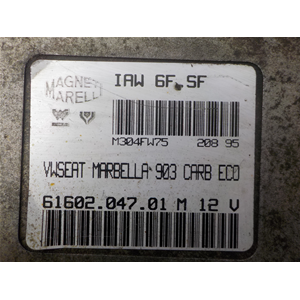 MAGNETI
MARELLI
IAW 6F.SF
M304FW75 208 95
VWSEAT MARBELLA 903 CARB ECO
61602.047.01 M 12 V